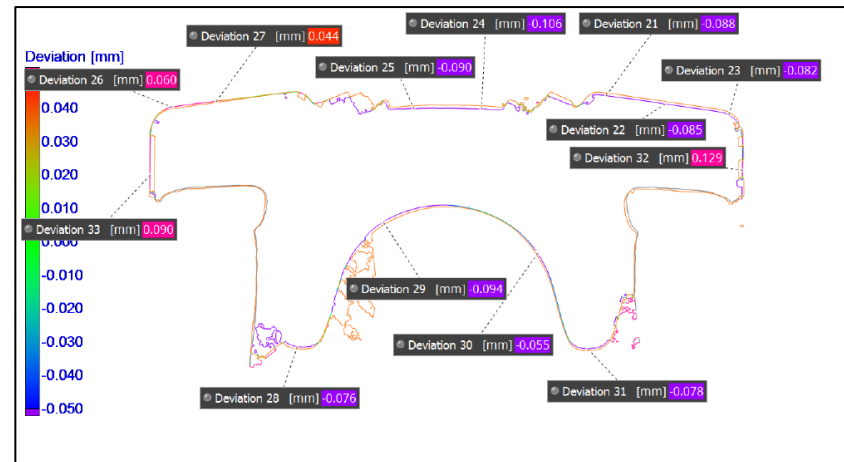 Deviation 24 [mm] -0.106
Deviation 21 [mm] -0.088
Deviation 27 [mm] 0.044
Deviation [mm]
Deviation 25 [mm] -0.090
Deviation 23 [mm] -0.082
Deviation 26 [mm] 0.060
0.040
0.030
Deviation 22 [mm] -0.085
0.020
Deviation 32 [mm] 0.129
0.010
Deviation 33 [mm] 0.090
0.000
-0.010
Deviation 29 [mm] -0.094
-0.020
-0.030
Deviation 30 [mm] -0.055
-0.040
Deviation 28 [mm] -0.076
Deviation 31 [mm] -0.078
-0.050